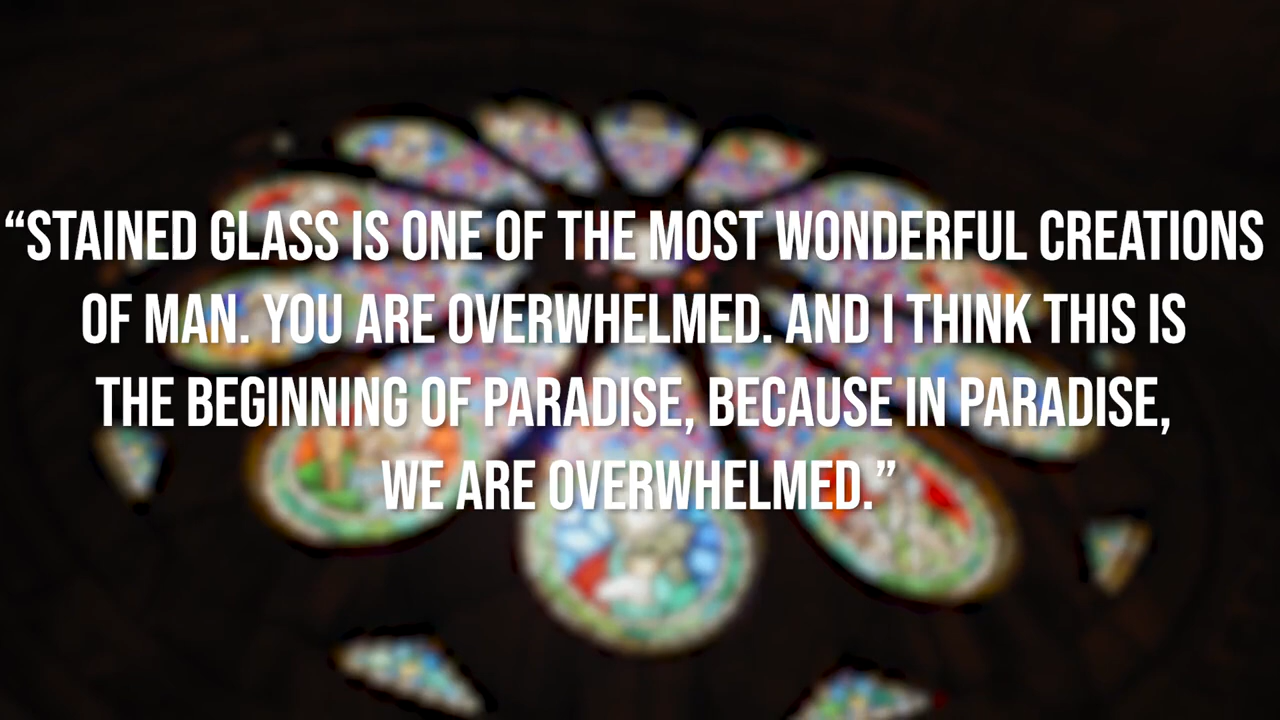 “STAINED GLASS IS ONE OF THE MOST WONDERFUL CREATIONS
OF MAN. YOU ARE OVERWHELMED. AND I THINK THIS IS
THE BEGINNING OF PARADISE, BECAUSE IN PARADISE,
WE ARE OVERWHELMED.”